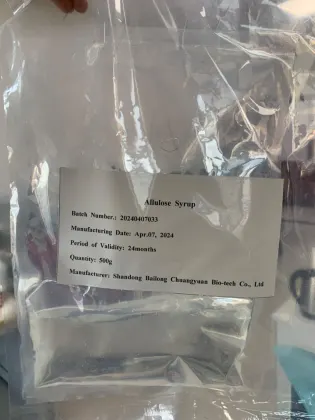 Allulose Syrup
Batch Number.: 20240407033
Manufacturing Date: Apr.07, 2024
Period of Validity: 24months
Quantity: 500g
Manufacturer: Shandong Bailong Chuangyuan Bio-tech Co., Ltd